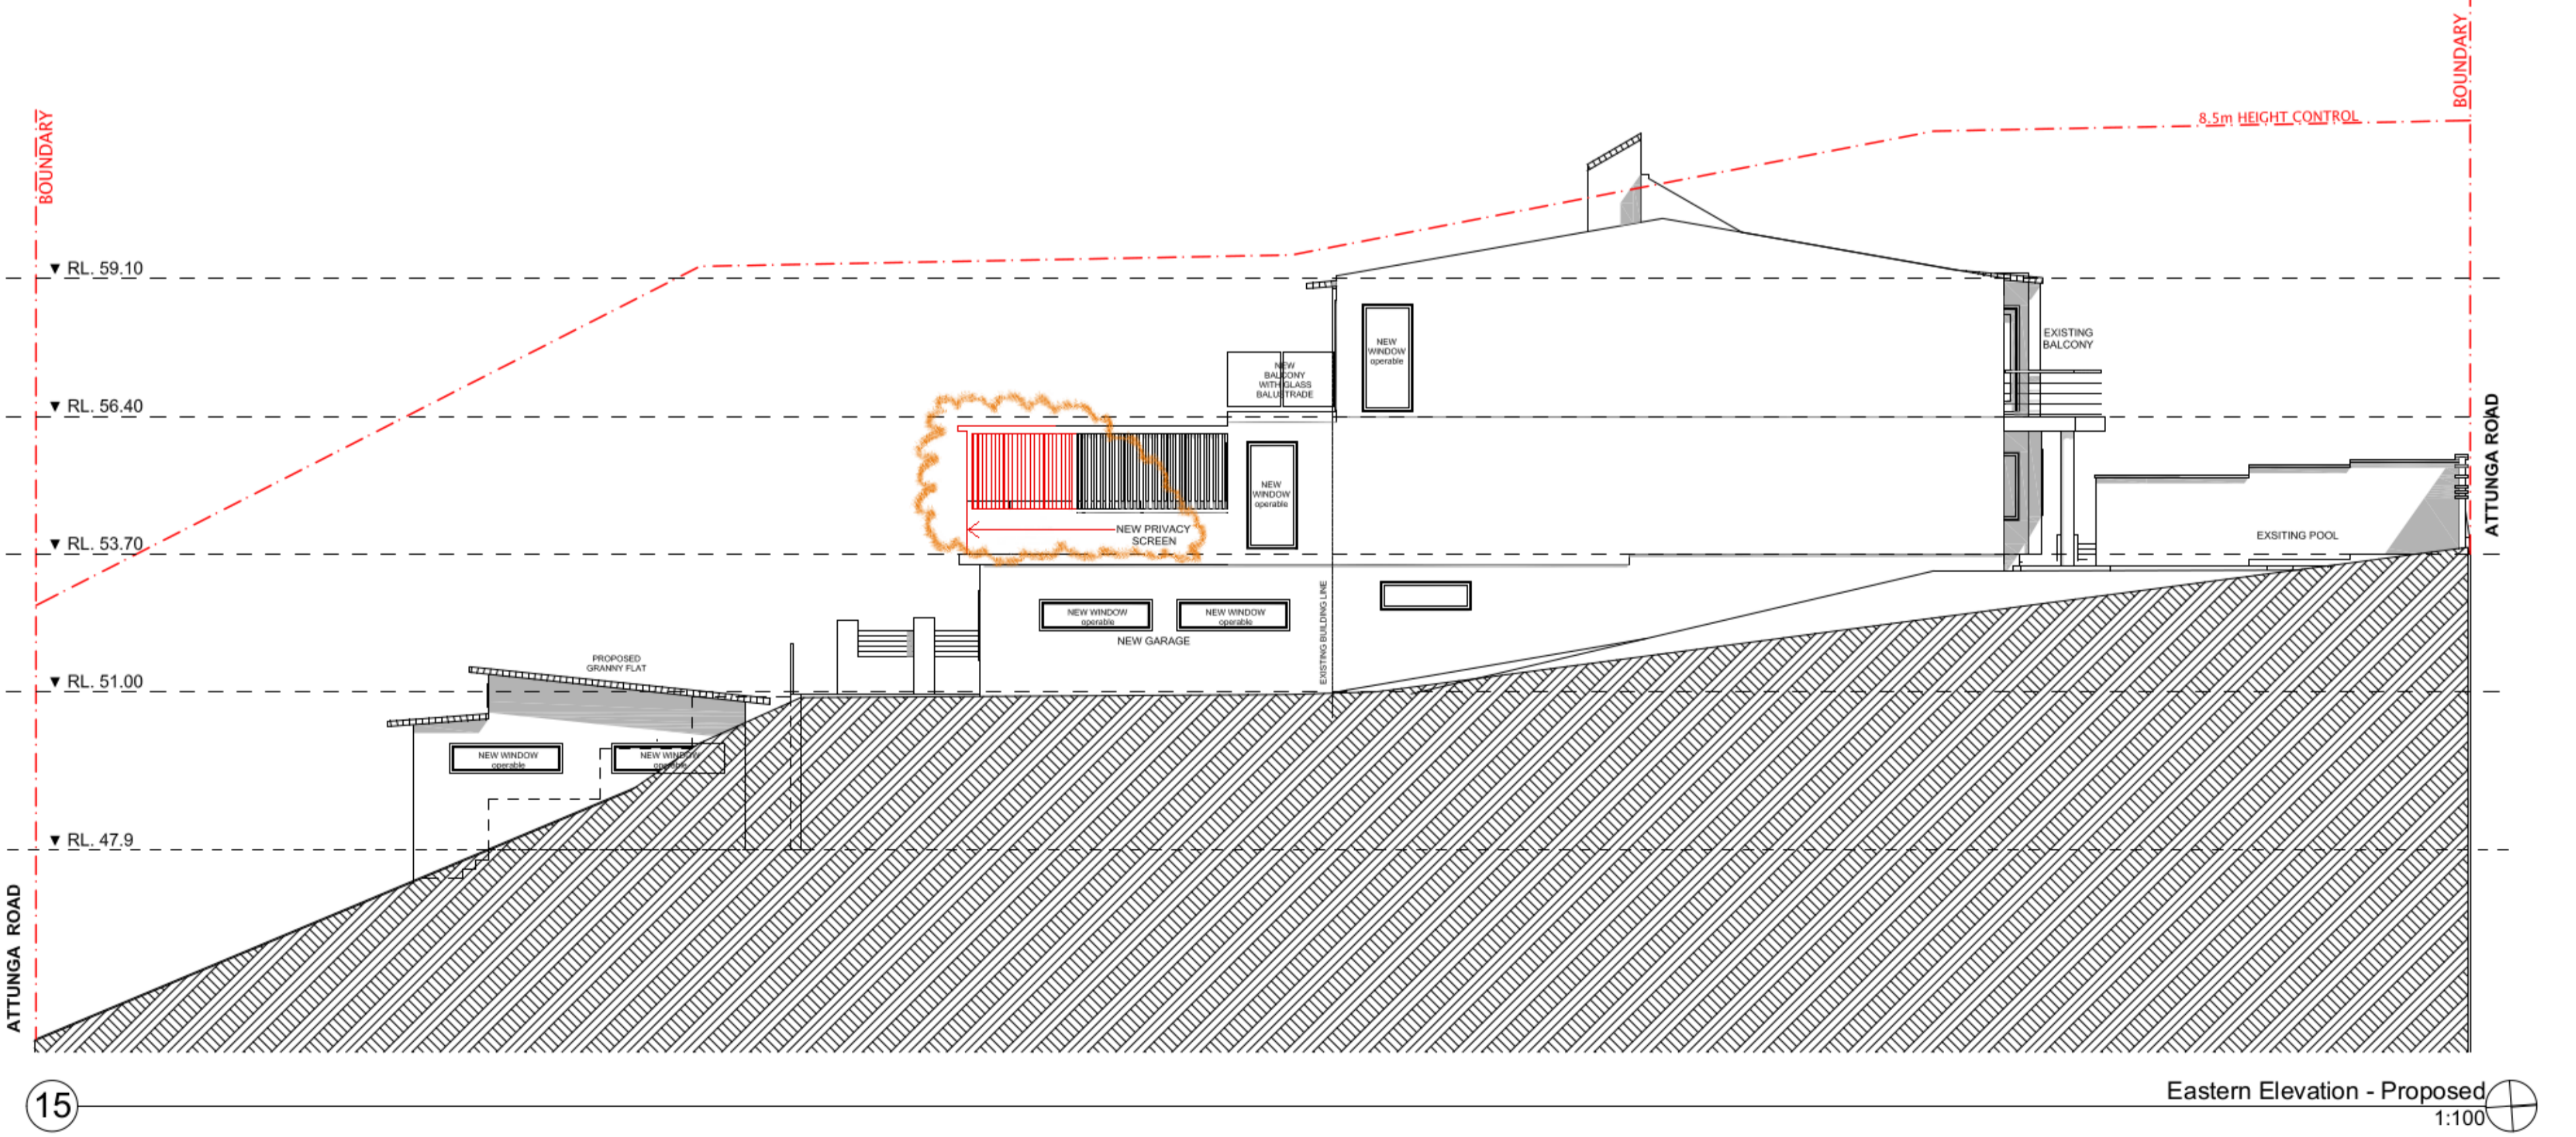 BOUNDARY
BOUNDARY
8.5m HEIGHT CONTROL
▼ RL. 59.10
▼ RL. 56.40
▼ RL. 53.70
▼ RL. 51.00
▼ RL. 47.9
NEW
WINDOW
operable
EXISTING
BALCONY
NEW
BALCONY
WITH GLASS
BALUSTRADE
NEW
WINDOW
operable
NEW PRIVACY
SCREEN
EXSITING POOL
ATTUNGA ROAD
EXISTING BUILDING LINE
NEW WINDOW
operable
NEW WINDOW
operable
NEW GARAGE
PROPOSED
GRANNY FLAT
NEW WINDOW
operable
NEW WINDOW
operable
ATTUNGA ROAD
15
Eastern Elevation - Proposed
1:100